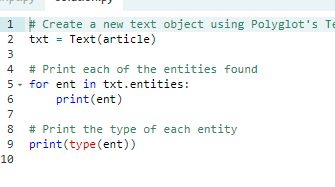 1 # Create a new text object using Polyglot's
2 txt = Text(article)
3
4 # Print each of the entities found
5 for ent in txt.entities:
6 print(ent)
7
8 # Print the type of each entity
9 print(type(ent))
10